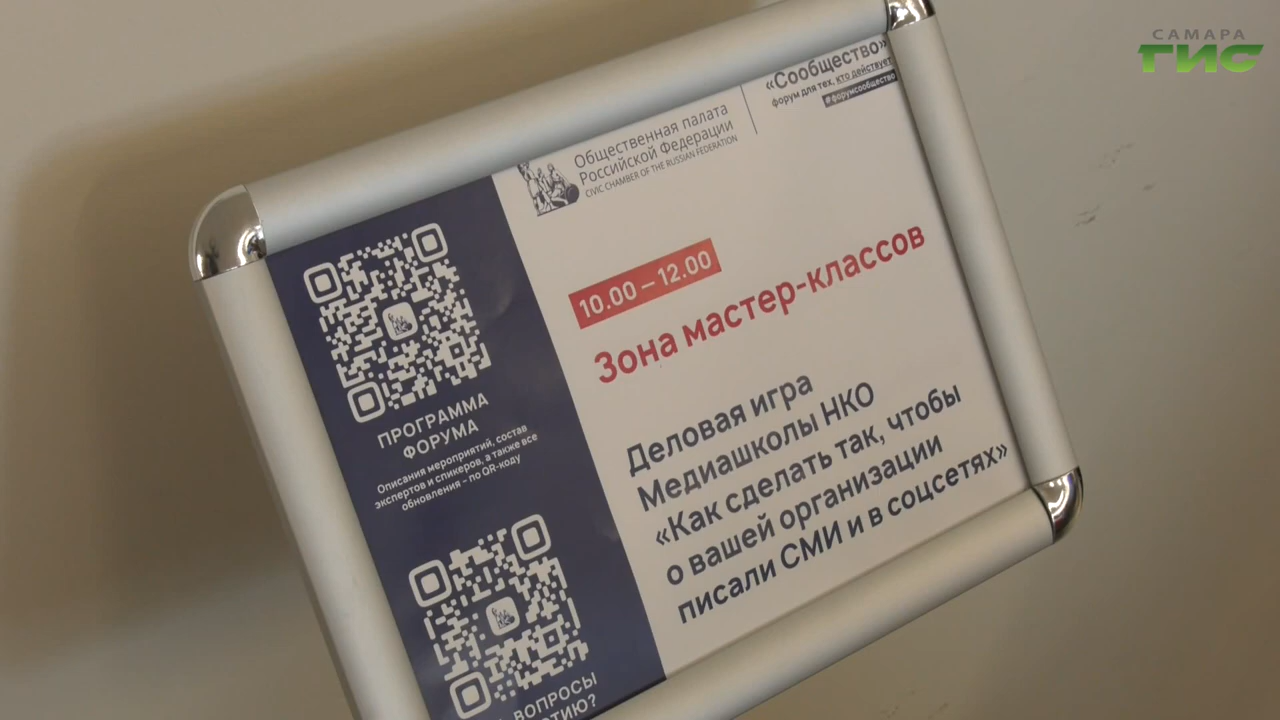 САМАРА
ГИС
«Сообщество»
форум для тех, кто действует
#форумсообщество
Общественная палата
Российской Федерации
CIVIC CHAMBER OF THE RUSSIAN FEDERATION
10.00 – 12.00
Зона мастер-классов
Деловая игра
Медиашколы НКО
«Как сделать так, чтобы
о вашей организации
писали СМИ и в соцсетях»
ПРОГРАММА
ФОРУМА
Описания мероприятий, состав
экспертов и спикеров, а также все
обновления – по QR-коду
ВОПРОСЫ